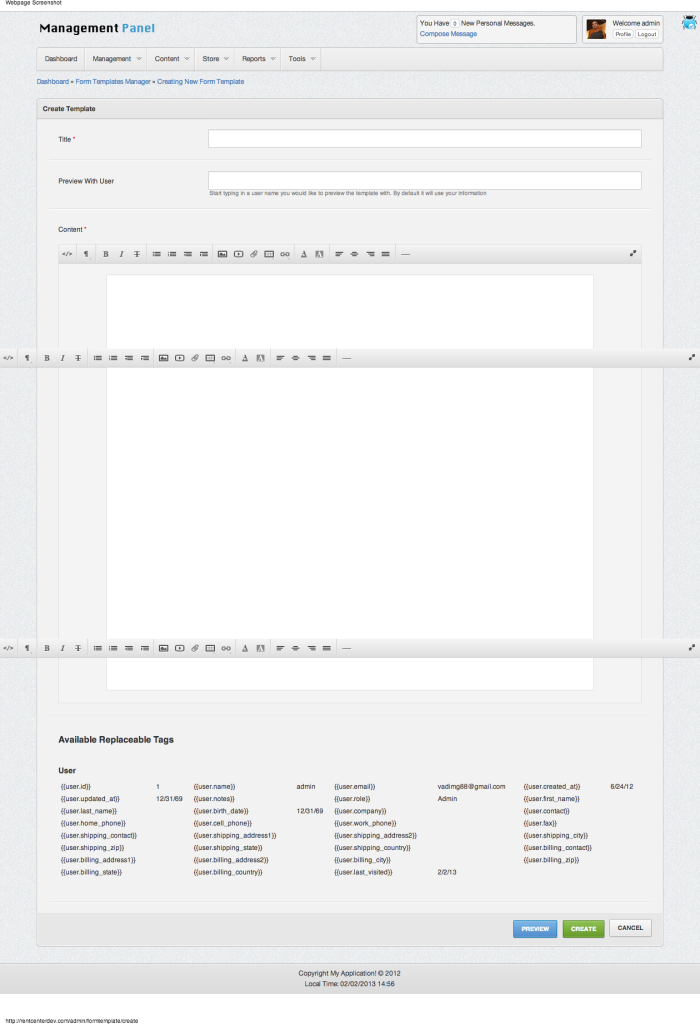 Webpage Screenshot
Management Panel
You Have 0 New Personal Messages.
Compose Message
Welcome admin
Profile Logout
Dashboard Management Content Store Reports Tools
Dashboard » Form Templates Manager » Creating New Form Template
Create Template
Title *
Preview With User
Start typing in a user name you would like to preview the template with. By default it will use your information
Content *
</> ¶ B I T A A
</> ¶ B I T A A
</> ¶ B I T A A
Available Replaceable Tags
User
{{user.id}} 1 {{user.name}} admin {{user.email}} vadimg88@gmail.com {{user.created_at}} 6/24/12
{{user.updated_at}} 12/31/69 {{user.notes}} {{user.role}} Admin {{user.first_name}}
{{user.last_name}} {{user.birth_date}} 12/31/69 {{user.company}} {{user.contact}}
{{user.home_phone}} {{user.cell_phone}} {{user.work_phone}} {{user.fax}}
{{user.shipping_contact}} {{user.shipping_address1}} {{user.shipping_address2}} {{user.shipping_city}}
{{user.shipping_zip}} {{user.shipping_state}} {{user.shipping_country}} {{user.billing_contact}}
{{user.billing_address1}} {{user.billing_address2}} {{user.billing_city}} {{user.billing_zip}}
{{user.billing_state}} {{user.billing_country}} {{user.last_visited}} 2/2/13
PREVIEW CREATE CANCEL
Copyright My Application! © 2012
Local Time: 02/02/2013 14:56
http://rentcenterdev.com/admin/formtemplate/create